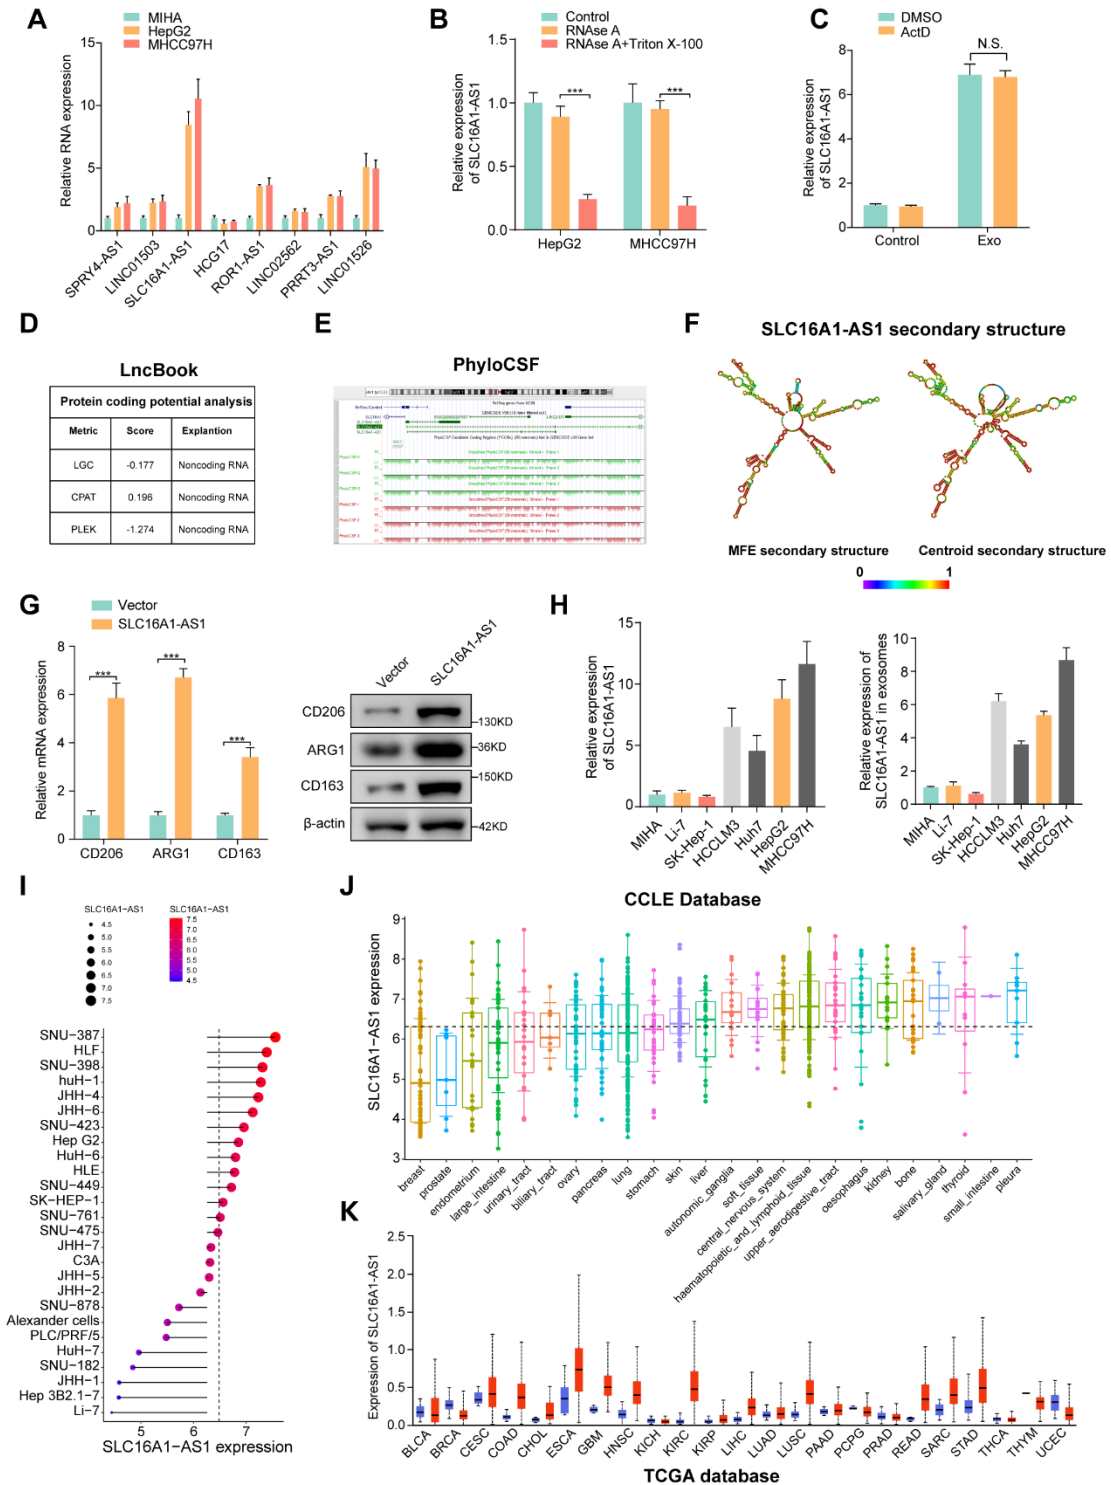 A
MIHA
HepG2
MHCC97H
Relative RNA expression
15
10
5
0
SPRY4-AS1
LINC01503
SLC16A1-AS1
HCG17
ROR1-AS1
LINC02562
PRRT3-AS1
LINC01526
B
Control
RNAse A
RNAse A+Triton X-100
Relative expression
of SLC16A1-AS1
1.5
1.0
0.5
0.0
***
***
HepG2
MHCC97H
C
DMSO
ActD
Relative expression
of SLC16A1-AS1
8
6
4
2
0
N.S.
Control
Exo
D
LncBook
Protein coding potential analysis
Metric Score Explantion
LGC -0.177 Noncoding RNA
CPAT 0.196 Noncoding RNA
PLEK -1.274 Noncoding RNA
E
PhyloCSF
F
SLC16A1-AS1 secondary structure
MFE secondary structure
Centroid secondary structure
0 1
G
Vector
SLC16A1-AS1
Relative mRNA expression
8
6
4
2
0
***
***
***
CD206
ARG1
CD163
Vector
SLC16A1-AS1
CD206
130KD
ARG1
36KD
CD163
150KD
β-actin
42KD
H
Relative expression
of SLC16A1-AS1
15
10
5
0
MIHA
Li-7
SK-Hep-1
HCCLM3
Huh7
HepG2
MHCC97H
Relative expression of
SLC16A1-AS1 in exosomes
10
8
6
4
2
0
MIHA
Li-7
SK-Hep-1
HCCLM3
Huh7
HepG2
MHCC97H
I
SLC16A1−AS1
4.5
5.0
5.5
6.0
6.5
7.0
7.5
SLC16A1−AS1
7.5
7.0
6.5
6.0
5.5
5.0
4.5
SNU−387
HLF
SNU−398
huH−1
JHH−4
JHH−6
SNU−423
Hep G2
HuH−6
HLE
SNU−449
SK−HEP−1
SNU−761
SNU−475
JHH−7
C3A
JHH−5
JHH−2
SNU−878
Alexander cells
PLC/PRF/5
HuH−7
SNU−182
JHH−1
Hep 3B2.1−7
Li−7
5 6 7
SLC16A1−AS1 expression
J
CCLE Database
SLC16A1−AS1 expression
9
8
7
6
5
4
3
breast
prostate
endometrium
large_intestine
urinary_tract
biliary_tract
ovary
pancreas
lung
stomach
skin
liver
autonomic_ganglia
soft_tissue
central_nervous_system
haematopoietic_and_lymphoid_tissue
upper_aerodigestive_tract
oesophagus
kidney
bone
salivary_gland
thyroid
small_intestine
pleura
K
Expression of SLC16A1-AS1
2.5
2.0
1.5
1.0
0.5
0.0
BLCA
BRCA
CESC
COAD
CHOL
ESCA
GBM
HNSC
KICH
KIRC
KIRP
LIHC
LUAD
LUSC
PAAD
PCPG
PRAD
READ
SARC
STAD
THCA
THYM
UCEC
TCGA database